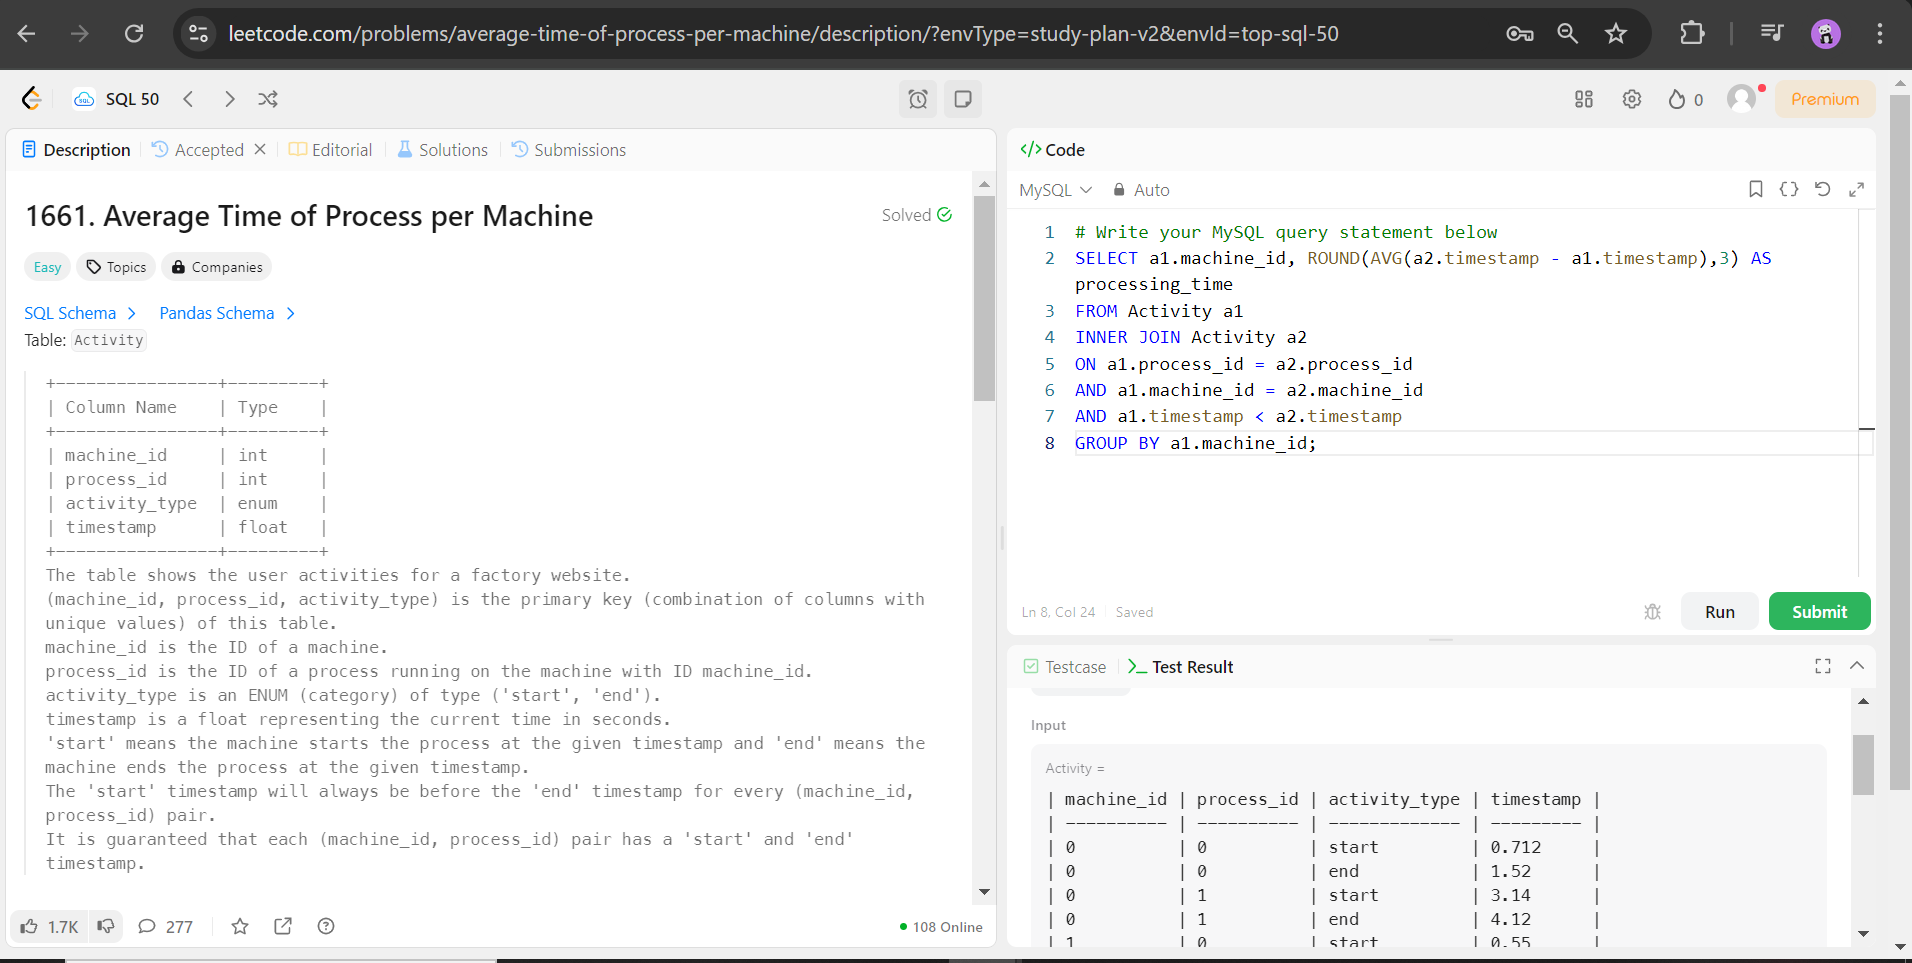 leetcode.com/problems/average-time-of-process-per-machine/description/?envType=study-plan-v2&envId=top-sql-50
SQL 50
0
Premium
Description
Accepted
Editorial
Solutions
Submissions
1661. Average Time of Process per Machine
Solved
Easy
Topics
Companies
SQL Schema
Pandas Schema
Table: Activity
+----------------+---------+
| Column Name    | Type    |
+----------------+---------+
| machine_id     | int     |
| process_id     | int     |
| activity_type  | enum    |
| timestamp      | float   |
+----------------+---------+
The table shows the user activities for a factory website.
(machine_id, process_id, activity_type) is the primary key (combination of columns with
unique values) of this table.
machine_id is the ID of a machine.
process_id is the ID of a process running on the machine with ID machine_id.
activity_type is an ENUM (category) of type ('start', 'end').
timestamp is a float representing the current time in seconds.
'start' means the machine starts the process at the given timestamp and 'end' means the
machine ends the process at the given timestamp.
The 'start' timestamp will always be before the 'end' timestamp for every (machine_id,
process_id) pair.
It is guaranteed that each (machine_id, process_id) pair has a 'start' and 'end'
timestamp.
1.7K
277
108 Online
</> Code
MySQL
Auto
1 # Write your MySQL query statement below
2 SELECT a1.machine_id, ROUND(AVG(a2.timestamp - a1.timestamp),3) AS
processing_time
3 FROM Activity a1
4 INNER JOIN Activity a2
5 ON a1.process_id = a2.process_id
6 AND a1.machine_id = a2.machine_id
7 AND a1.timestamp < a2.timestamp
8 GROUP BY a1.machine_id;
Ln 8, Col 24
Saved
Run
Submit
Testcase
Test Result
Input
Activity =
| machine_id | process_id | activity_type | timestamp |
| ---------- | ---------- | ------------- | --------- |
| 0          | 0          | start         | 0.712     |
| 0          | 0          | end           | 1.52      |
| 0          | 1          | start         | 3.14      |
| 0          | 1          | end           | 4.12      |
| 1          | 0          | start         | 0.55      |